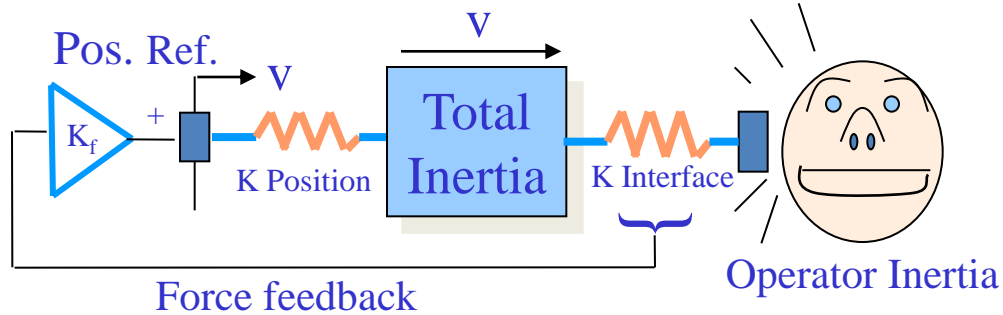 Pos. Ref.
v
v
K_f
+
K Position
Total
Inertia
K Interface
Operator Inertia
Force feedback